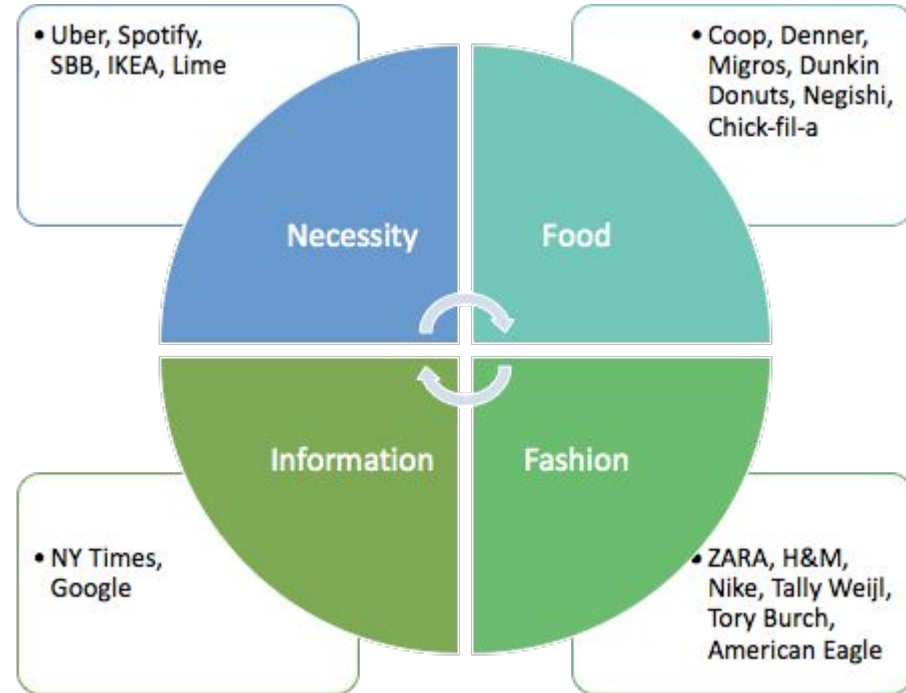 • Uber, Spotify,
SBB, IKEA, Lime
• Coop, Denner,
Migros, Dunkin
Donuts, Negishi,
Chick-fil-a
Necessity
Food
Information
Fashion
• NY Times,
Google
• ZARA, H&M,
Nike, Tally Weijl,
Tory Burch,
American Eagle